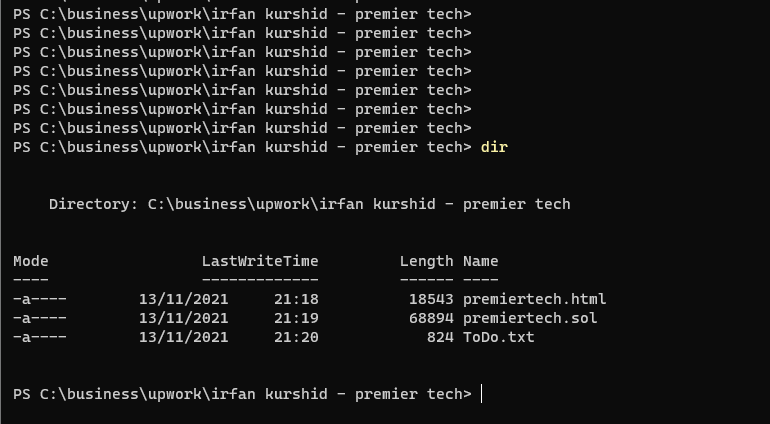 PS C:\business\upwork\irfan kurshid - premier tech>
PS C:\business\upwork\irfan kurshid - premier tech>
PS C:\business\upwork\irfan kurshid - premier tech>
PS C:\business\upwork\irfan kurshid - premier tech>
PS C:\business\upwork\irfan kurshid - premier tech>
PS C:\business\upwork\irfan kurshid - premier tech>
PS C:\business\upwork\irfan kurshid - premier tech>
PS C:\business\upwork\irfan kurshid - premier tech> dir
    Directory: C:\business\upwork\irfan kurshid - premier tech
Mode                 LastWriteTime         Length Name
----                 -------------         ------ ----
-a----        13/11/2021     21:18          18543 premiertech.html
-a----        13/11/2021     21:19          68894 premiertech.sol
-a----        13/11/2021     21:20            824 ToDo.txt
PS C:\business\upwork\irfan kurshid - premier tech>